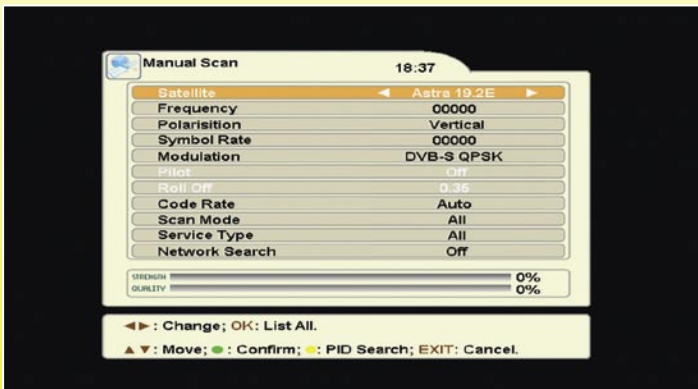 Manual Scan 18:37
Satellite ◄ Astra 19.2E ►
Frequency 00000
Polarisition Vertical
Symbol Rate 00000
Modulation DVB-S QPSK
Pilot Off
Roll Off 0.35
Code Rate Auto
Scan Mode All
Service Type All
Network Search Off
STRENGTH 0%
QUALITY 0%
◄►: Change; OK: List All.
▲▼: Move; ●: Confirm; ●: PID Search; EXIT: Cancel.